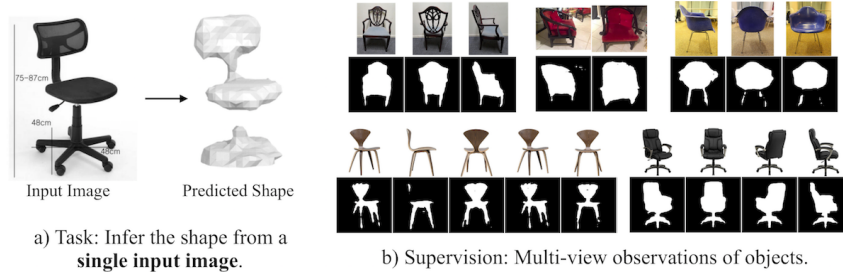 75-87cm
48cm
48cm
Input Image
Predicted Shape
a) Task: Infer the shape from a
single input image.
b) Supervision: Multi-view observations of objects.